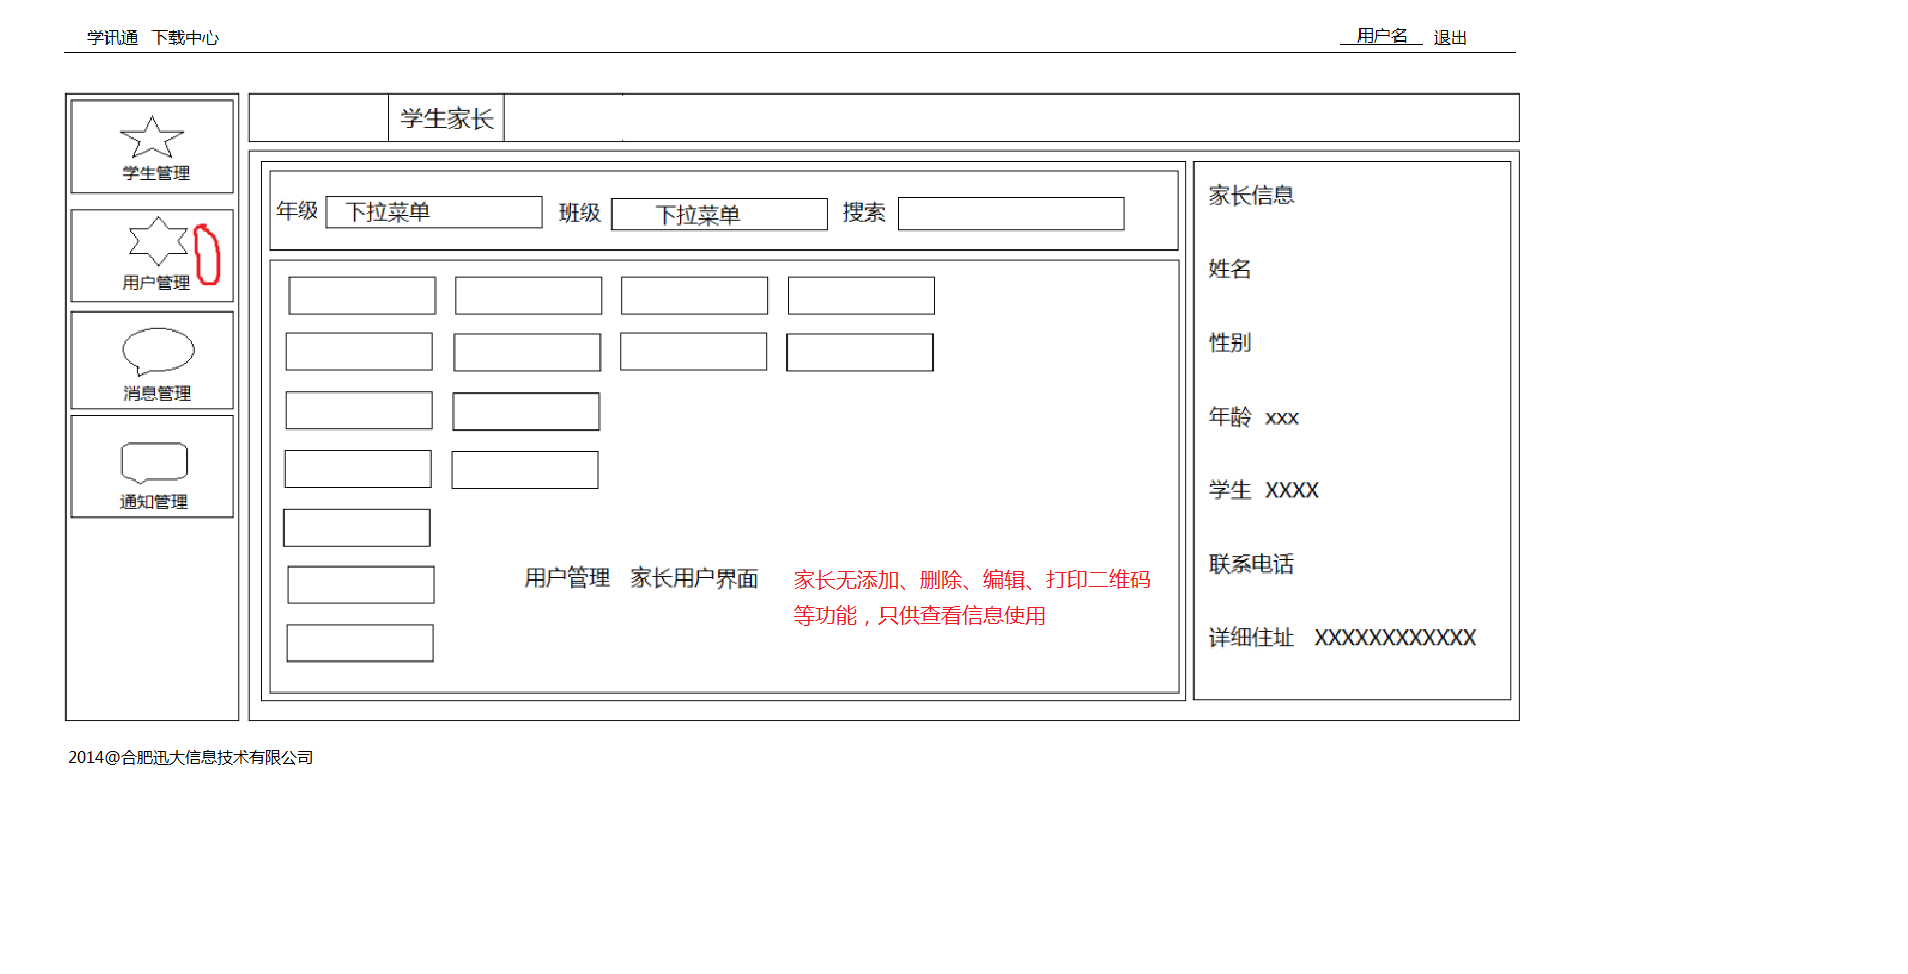 学讯通 下载中心 用户名 退出
学生管理
用户管理
消息管理
通知管理
学生家长
年级 下拉菜单 班级 下拉菜单 搜索
用户管理 家长用户界面
家长无添加、删除、编辑、打印二维码
等功能，只供查看信息使用
家长信息
姓名
性别
年龄 xxx
学生 XXXX
联系电话
详细住址 XXXXXXXXXXXX
2014@合肥迅大信息技术有限公司